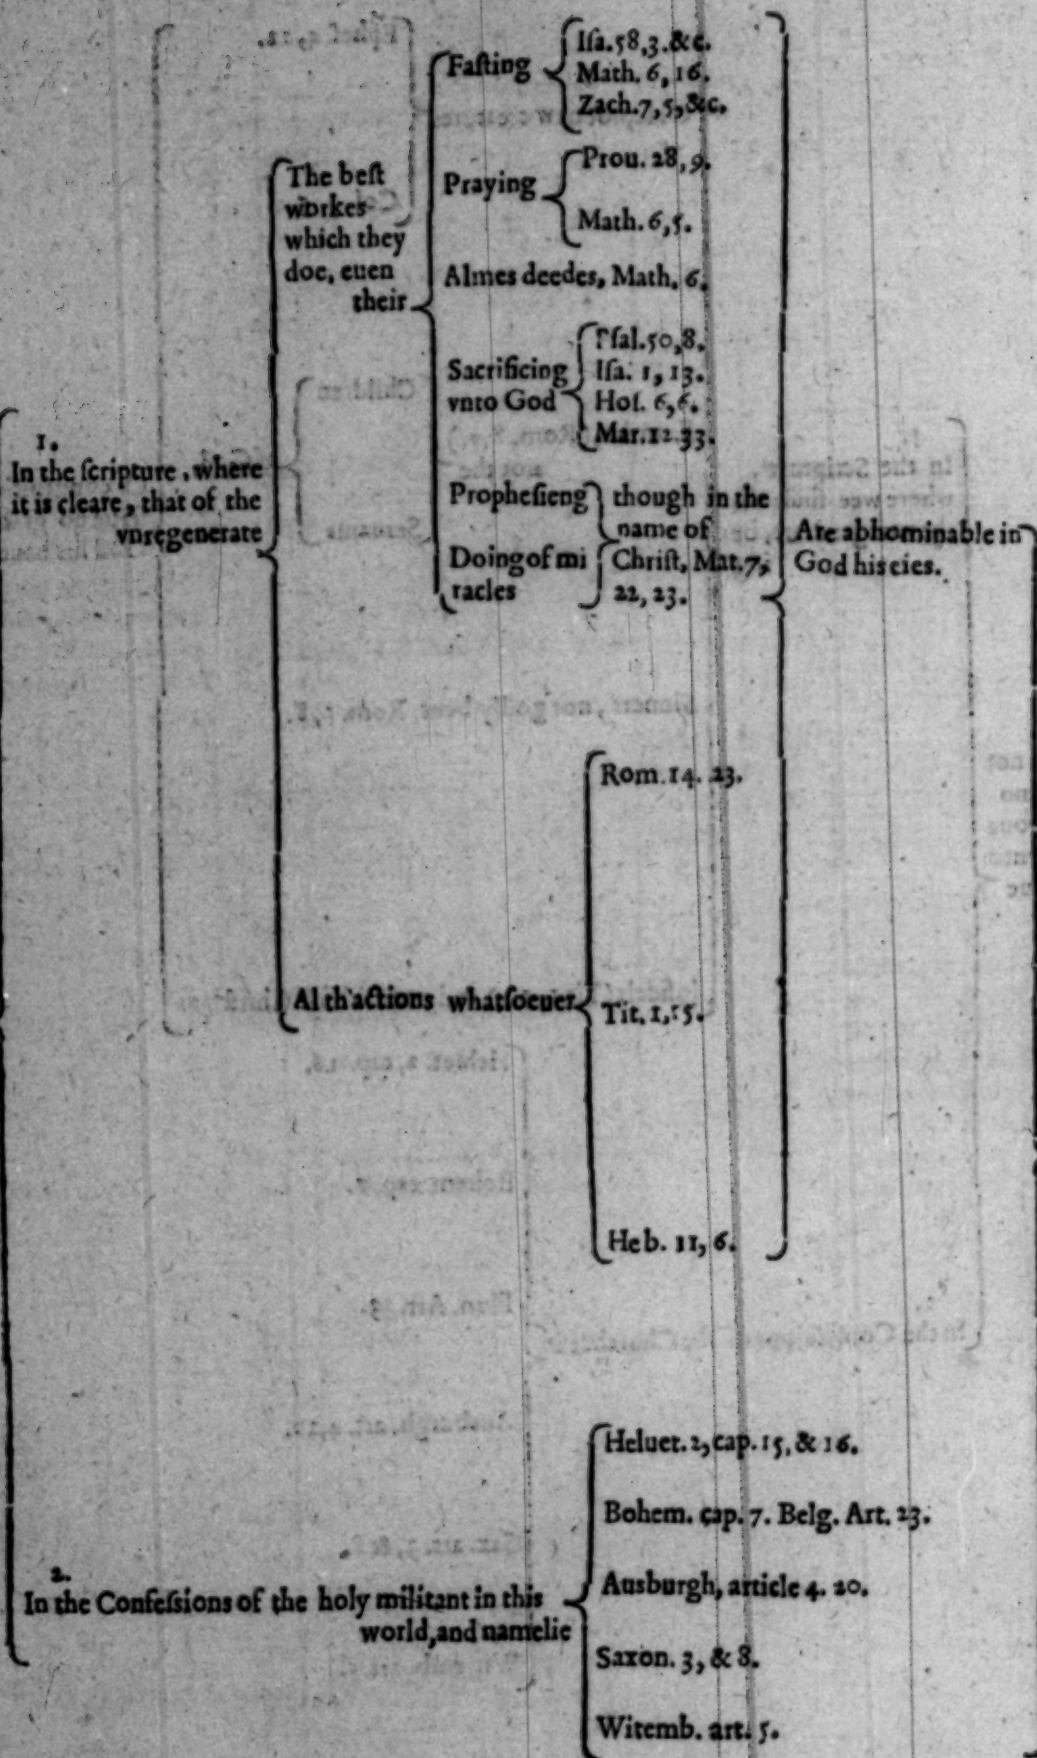 1.
In the ſcripture, where
it is cleare, that of the
vnregenerate
The beſt
workes
which they
doe, euen
their
Faſting
Iſa.58,3.&c.
Math. 6,16.
Zach.7,5,&c.
Praying
Prou. 28,9.
Math. 6,5.
Almes deedes, Math. 6.
Sacrificing
vnto God
Pſal.50,8.
Iſa. 1,13.
Hoſ. 6,6.
Mar.12.33.
Propheſieng
Doing of mi
racles
though in the
name of
Chriſt, Mat.7,
22,23.
Al th'actions whatſoeuer
Rom.14. 23.
Tit. 1,15.
Heb. 11,6.
Are abhominable in
God his eies.
2.
In the Confeſsions of the holy militant in this
world,and namelie
Heluet. 2, cap. 15, & 16.
Bohem. cap. 7. Belg. Art. 23.
Ausburgh, article 4. 20.
Saxon. 3, & 8.
Witemb. art. 5.